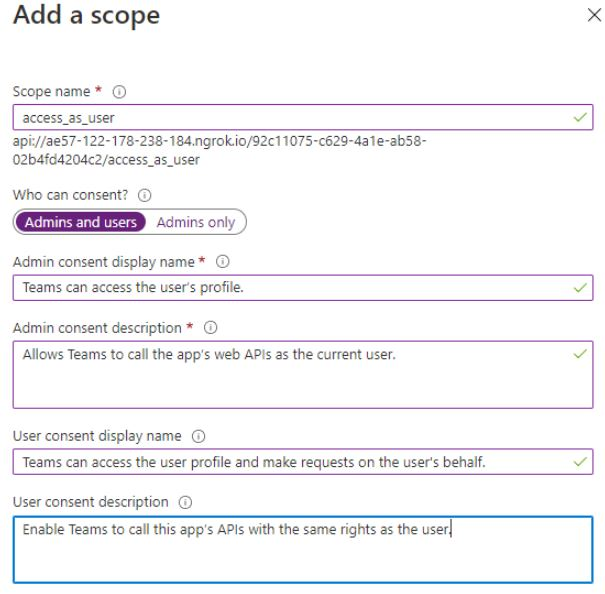 Add a scope
Scope name *
access_as_user
api://ae57-122-178-238-184.ngrok.io/92c11075-c629-4a1e-ab58-
02b4fd4204c2/access_as_user
Who can consent?
Admins and users Admins only
Admin consent display name *
Teams can access the user's profile.
Admin consent description *
Allows Teams to call the app's web APIs as the current user.
User consent display name
Teams can access the user profile and make requests on the user's behalf.
User consent description
Enable Teams to call this app's APIs with the same rights as the user.